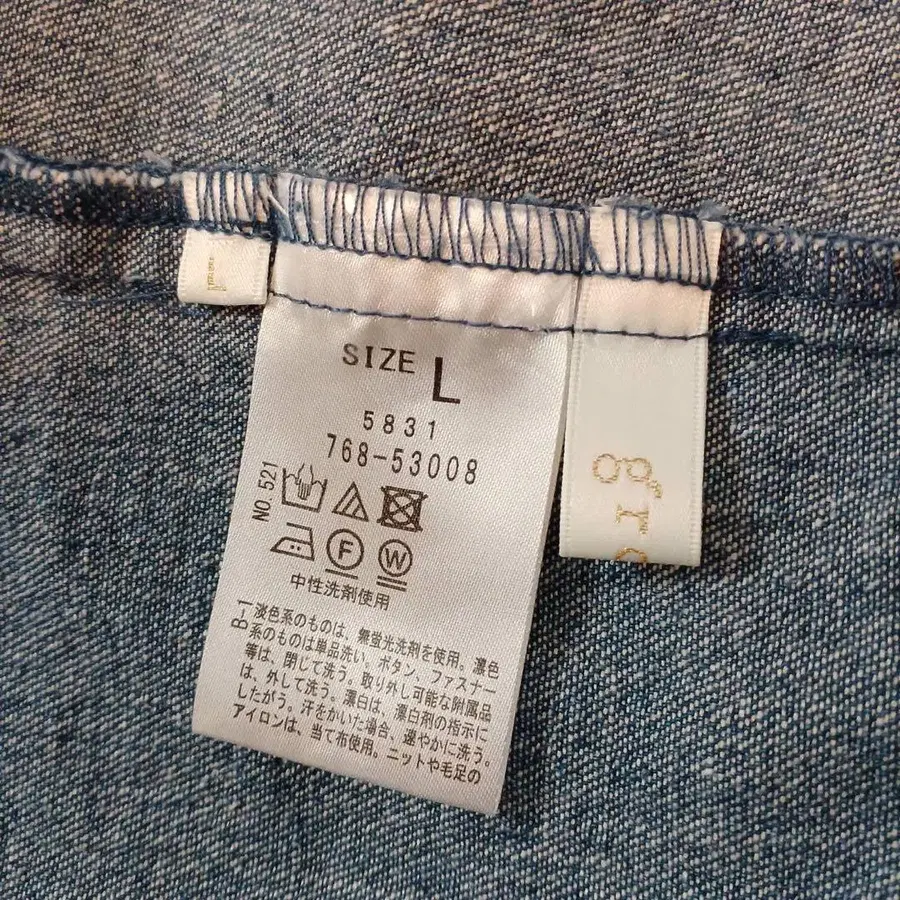 L
SIZE L
5831
768-53008
NO.521
F
W
中性洗剤使用
B-1
淡色系のものは、無蛍光洗剤を使用。濃色
系のものは単品洗い。ボタン、ファスナー
等は、閉じて洗う。取り外し可能な附属品
は、外して洗う。漂白は、漂白剤の指示に
したがう。汗をかいた場合、速やかに洗う。
アイロンは、当て布使用。ニットや毛足の
gr